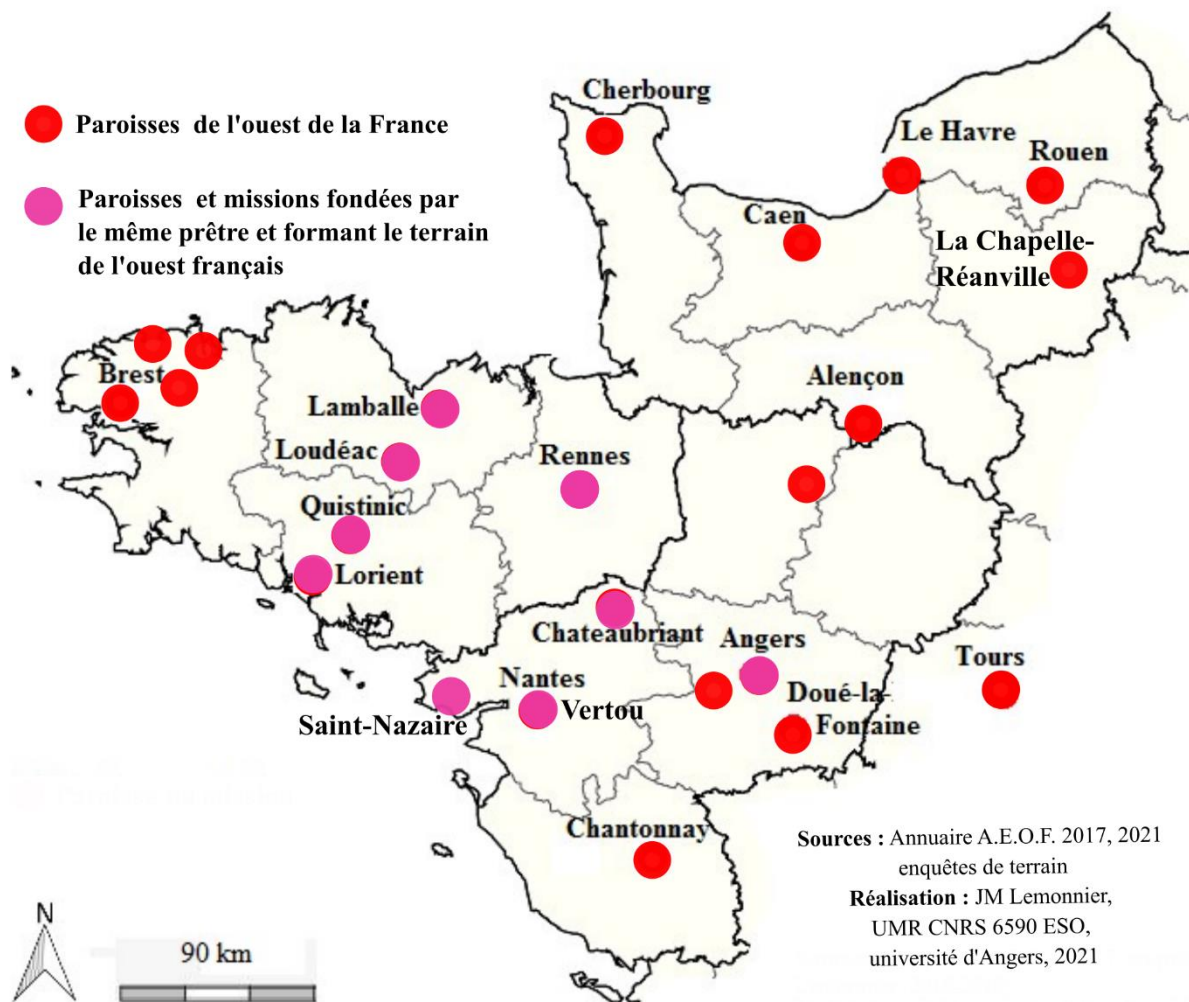 Paroisses de l'ouest de la France
Paroisses et missions fondées par
le même prêtre et formant le terrain
de l'ouest français
Cherbourg
Le Havre
Rouen
Caen
La Chapelle-
Réanville
Brest
Alençon
Lamballe
Loudéac
Rennes
Quistinic
Lorient
Chateaubriant
Angers
Tours
Nantes
Doué-la-
Fontaine
Saint-Nazaire
Vertou
Chantonnay
Sources : Annuaire A.E.O.F. 2017, 2021
enquêtes de terrain
Réalisation : JM Lemonnier,
UMR CNRS 6590 ESO,
université d'Angers, 2021
N
90 km